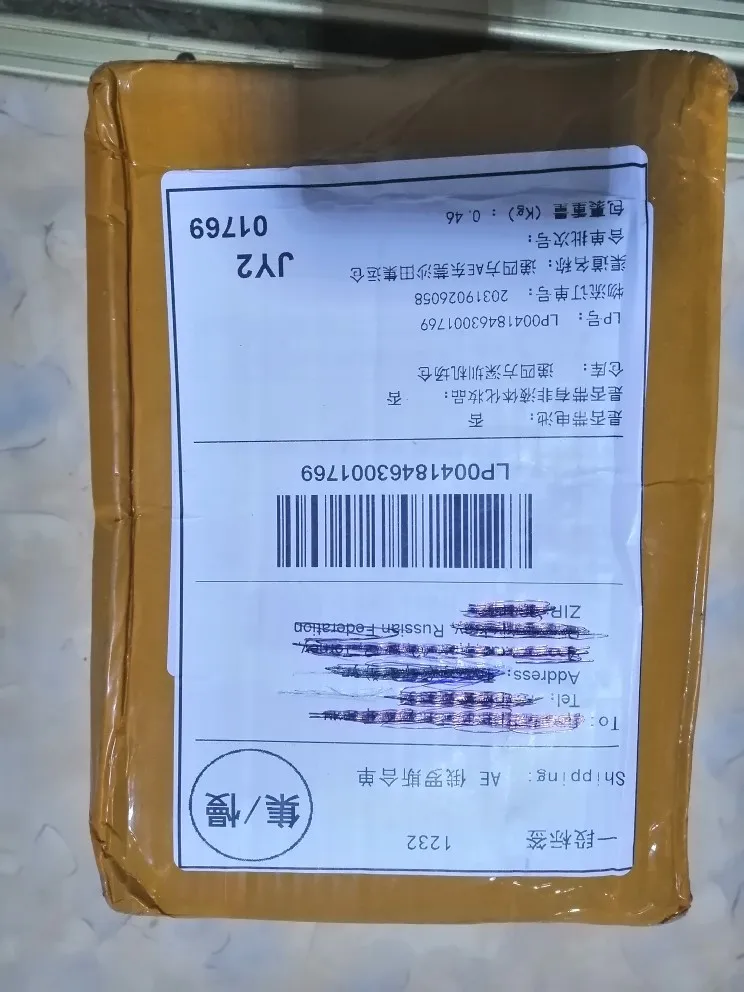 一段标签 1232
集/慢
Shipping: AE 俄罗斯合单
To:
Tel:
Address:
Russian Federation
ZIP:
LP00418463001769
是否带电池: 否
是否带有非液体化妆品: 否
仓库: 递四方深圳机场仓
LP号: LP00418463001769
物流订单号: 20319026058
渠道名称: 递四方AE东莞沙田集运仓
合单批次号:
包裹重量 (Kg) : 0.46
JY2
01769